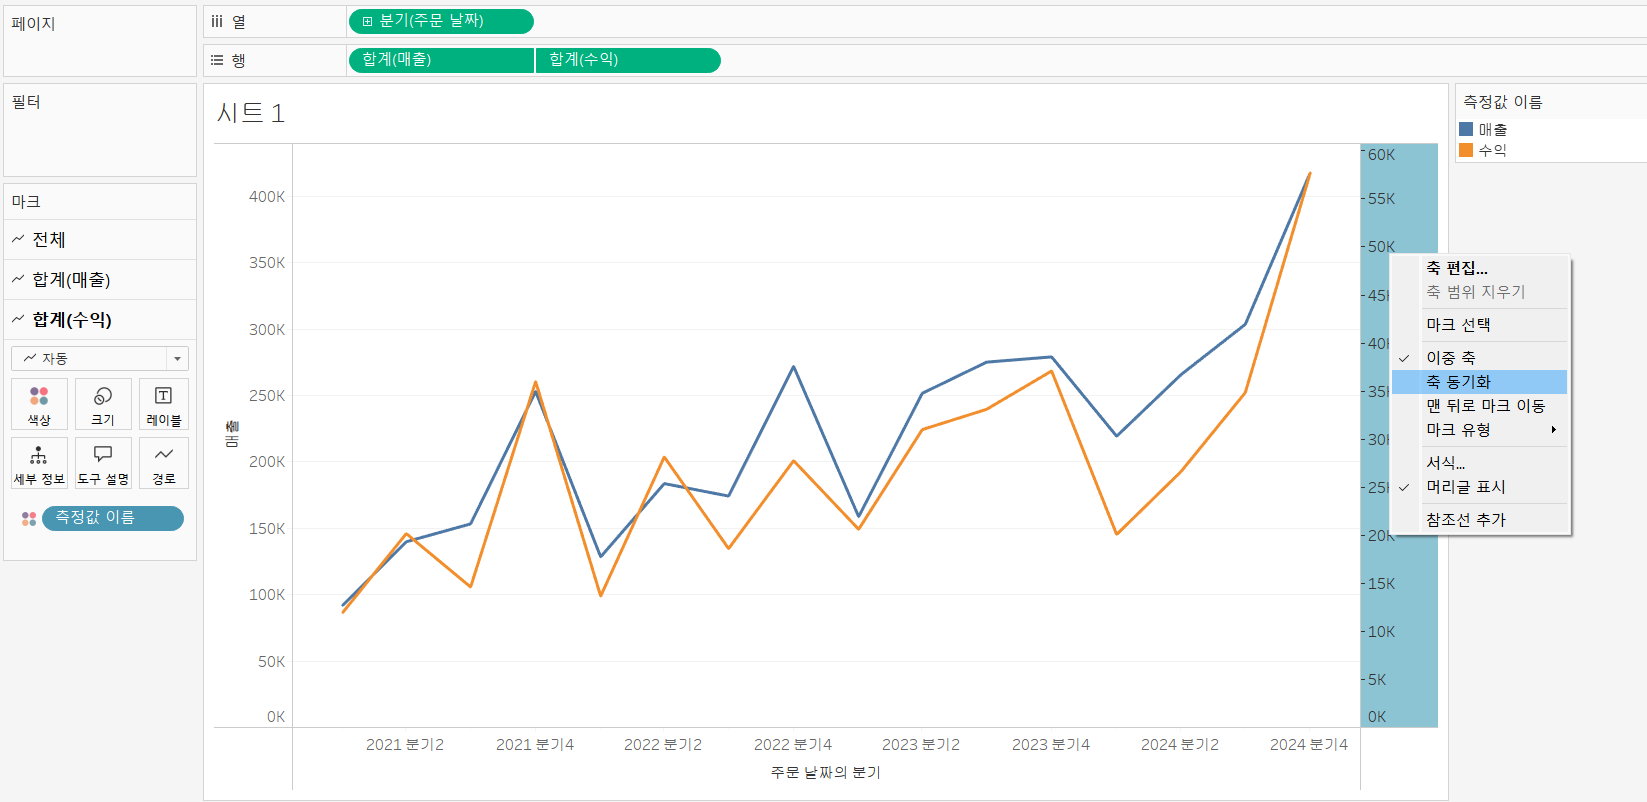 페이지
열
분기(주문 날짜)
행
합계(매출)
합계(수익)
필터
마크
전체
합계(매출)
합계(수익)
자동
색상
크기
레이블
세부 정보
도구 설명
경로
측정값 이름
시트 1
400K
350K
300K
250K
200K
150K
100K
50K
0K
매출
60K
55K
50K
45K
40K
35K
30K
25K
20K
15K
10K
5K
0K
2021 분기2
2021 분기4
2022 분기2
2022 분기4
2023 분기2
2023 분기4
2024 분기2
2024 분기4
주문 날짜의 분기
축 편집...
축 범위 지우기
마크 선택
이중 축
축 동기화
맨 뒤로 마크 이동
마크 유형
서식...
머리글 표시
참조선 추가
측정값 이름
매출
수익